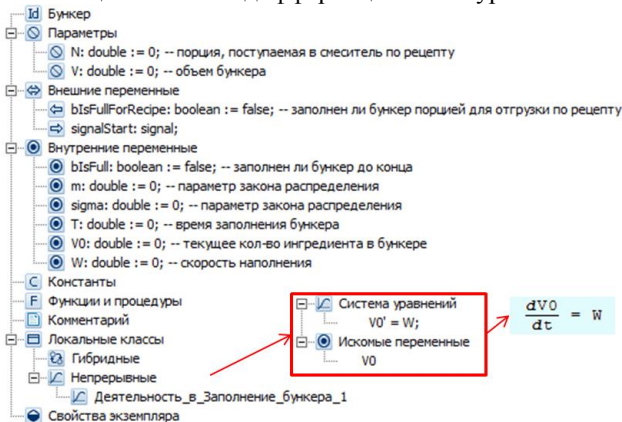 Бункер
Параметры
N: double := 0; -- порция, поступаемая в смеситель по рецепту
V: double := 0; -- объем бункера
Внешние переменные
bIsFullForRecipe: boolean := false; -- заполнен ли бункер порцией для отгрузки по рецепту
signalStart: signal;
Внутренние переменные
bIsFull: boolean := false; -- заполнен ли бункер до конца
m: double := 0; -- параметр закона распределения
sigma: double := 0; -- параметр закона распределения
T: double := 0; -- время заполнения бункера
V0: double := 0; -- текущее кол-во ингредиента в бункере
W: double := 0; -- скорость наполнения
Константы
Функции и процедуры
Комментарий
Локальные классы
Гибридные
Непрерывные
Деятельность_в_Заполнение_бункера_1
Свойства экземпляра
Система уравнений
V0' = W;
Искомые переменные
V0
dV0
dt = W